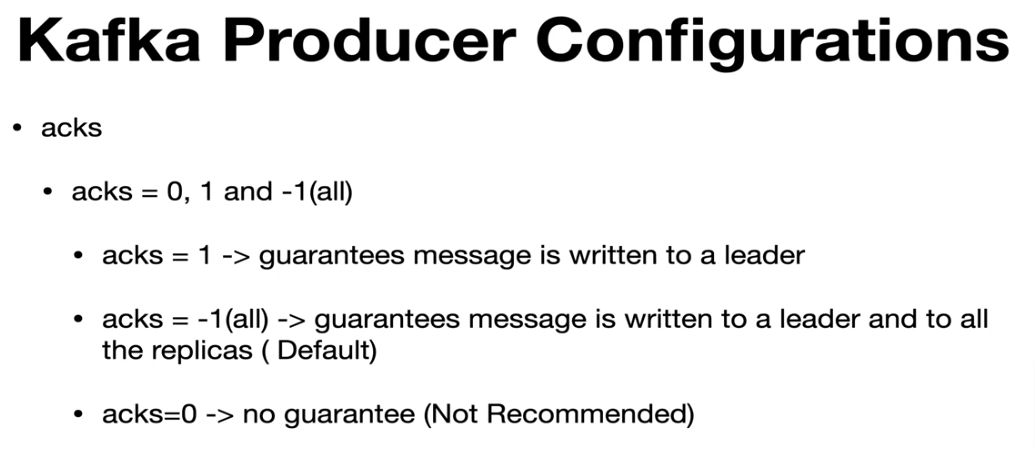 Kafka Producer Configurations
• acks
• acks = 0, 1 and -1(all)
• acks = 1 -> guarantees message is written to a leader
• acks = -1(all) -> guarantees message is written to a leader and to all
the replicas ( Default)
• acks=0 -> no guarantee (Not Recommended)